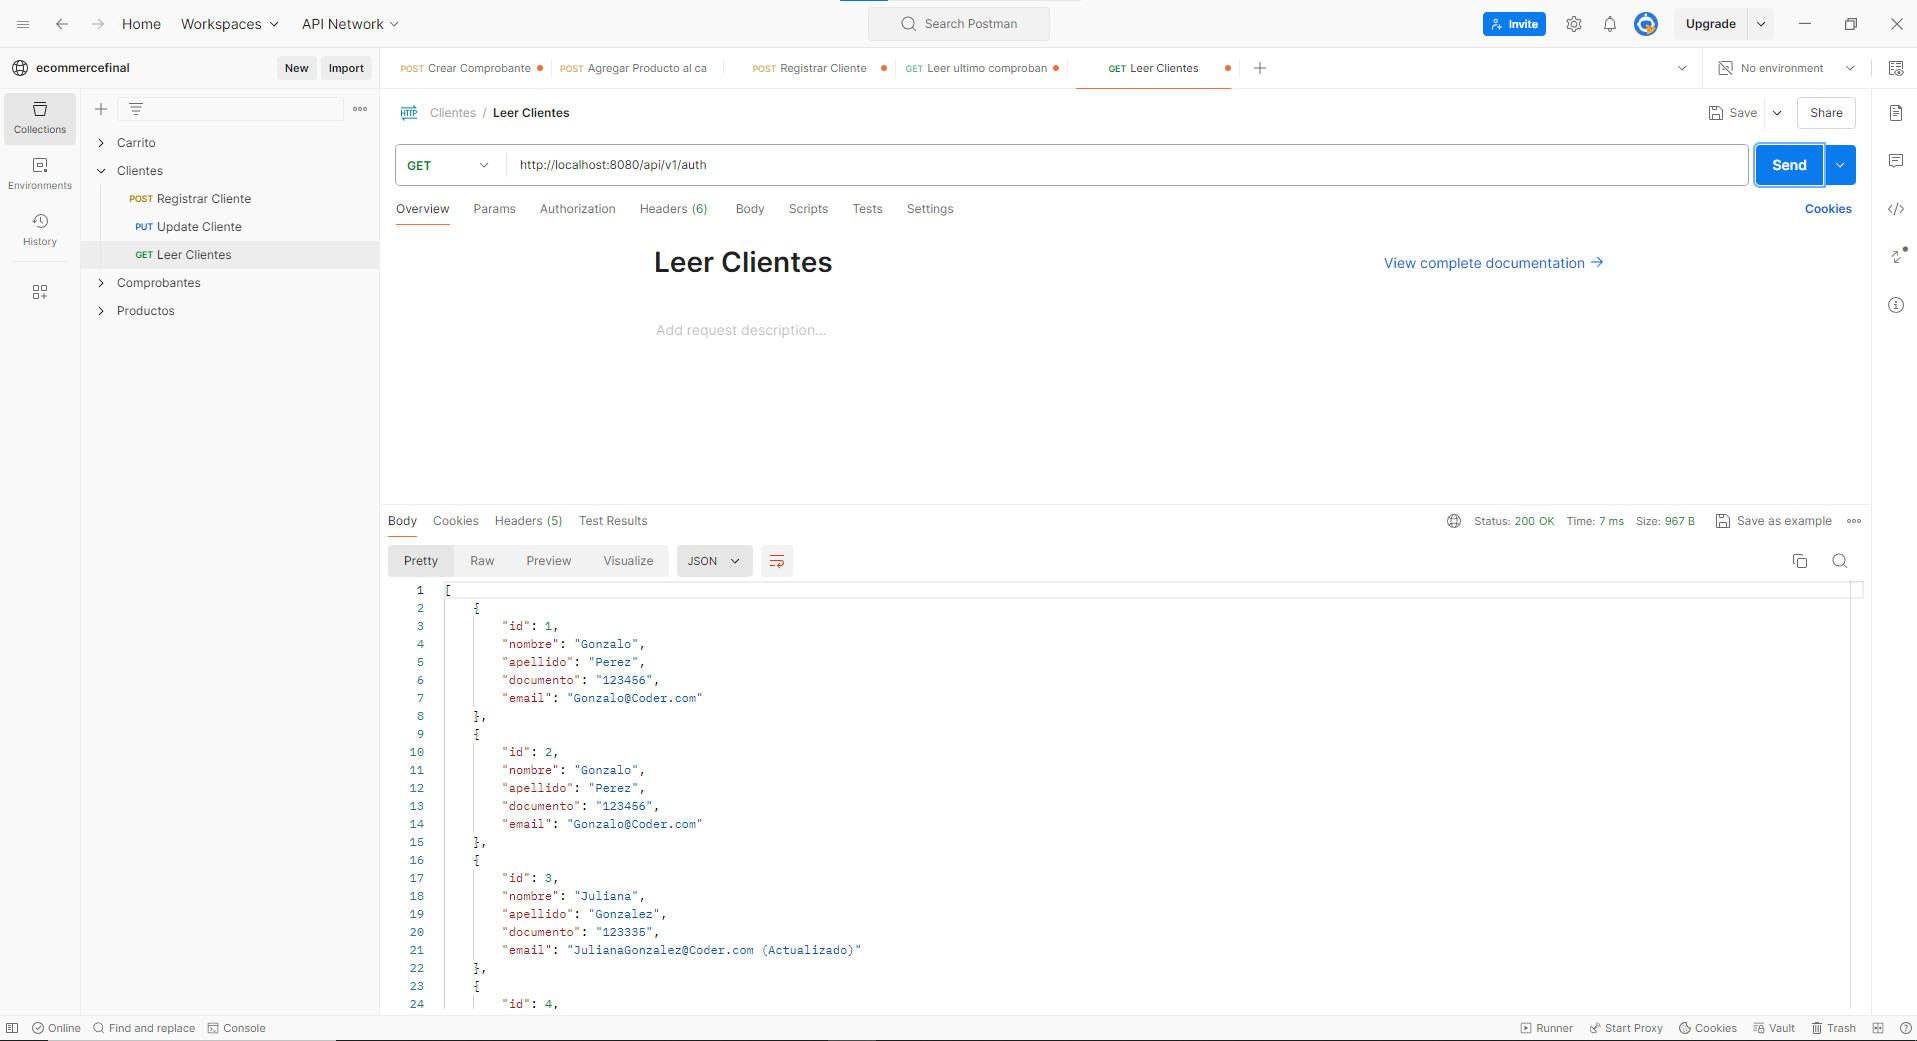 Home Workspaces API Network Search Postman Invite Upgrade
ecommercefinal New Import POST Crear Comprobante POST Agregar Producto al ca POST Registrar Cliente GET Leer ultimo comproban GET Leer Clientes No environment
Collections
Environments
History
Carrito
Clientes
POST Registrar Cliente
PUT Update Cliente
GET Leer Clientes
Comprobantes
Productos
HTTP Clientes / Leer Clientes Save Share
GET http://localhost:8080/api/v1/auth Send
Overview Params Authorization Headers (6) Body Scripts Tests Settings Cookies
Leer Clientes View complete documentation
Add request description...
Body Cookies Headers (5) Test Results Status: 200 OK Time: 7 ms Size: 967 B Save as example
Pretty Raw Preview Visualize JSON
1 [
2 {
3 "id": 1,
4 "nombre": "Gonzalo",
5 "apellido": "Perez",
6 "documento": "123456",
7 "email": "Gonzalo@Coder.com"
8 },
9 {
10 "id": 2,
11 "nombre": "Gonzalo",
12 "apellido": "Perez",
13 "documento": "123456",
14 "email": "Gonzalo@Coder.com"
15 },
16 {
17 "id": 3,
18 "nombre": "Juliana",
19 "apellido": "Gonzalez",
20 "documento": "123335",
21 "email": "JulianaGonzalez@Coder.com (Actualizado)"
22 },
23 {
24 "id": 4,
Online Find and replace Console Runner Start Proxy Cookies Vault Trash